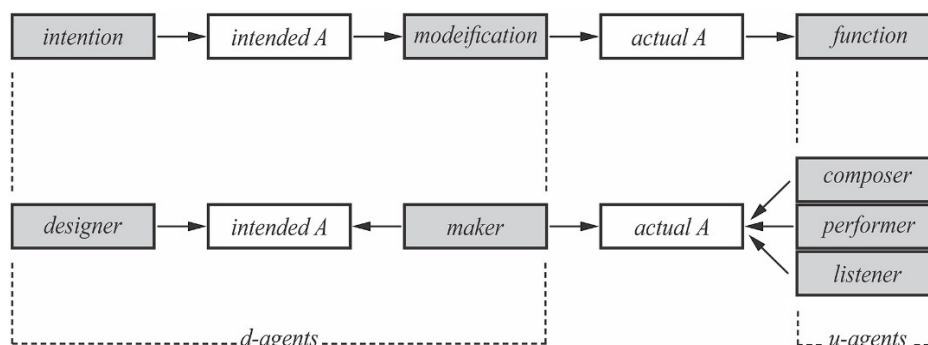 intention intended A modeification actual A function
composer
designer intended A maker actual A performer
listener
d-agents u-agents